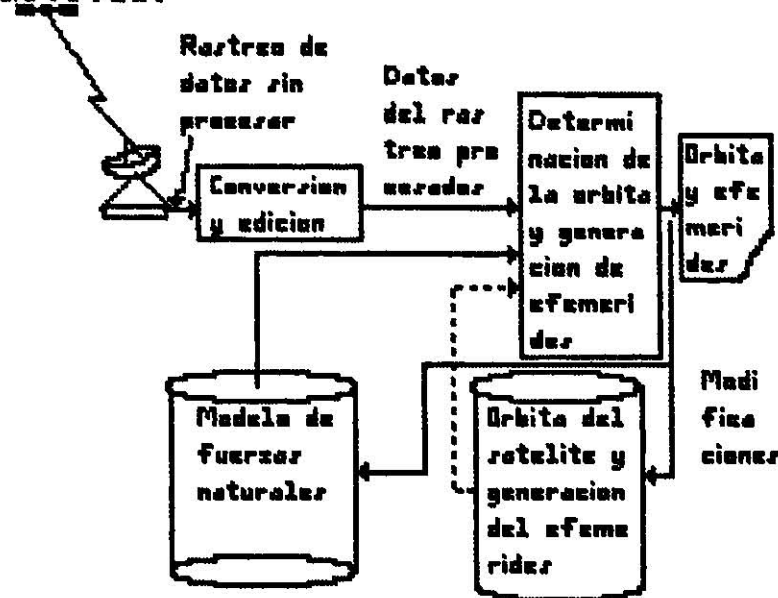 Rastreo de
datos sin
procesar
Datos
del ras
treo pro
cesados
Conversion
y edicion
Determi
nacion de
la orbita
y genera
cion de
efemeri
des
Orbita
y efe
meri
des
Modelo de
fuerzas
naturales
Orbita del
satelite y
generacion
del efeme
rides
Modi
fica
ciones